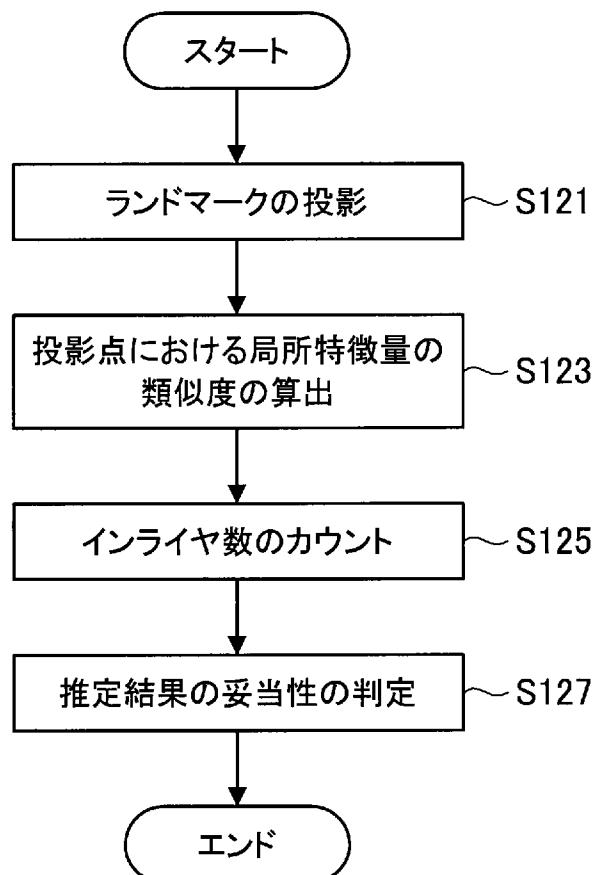 スタート
ランドマークの投影
S121
投影点における局所特徴量の
類似度の算出
S123
インライヤ数のカウント
S125
推定結果の妥当性の判定
S127
エンド